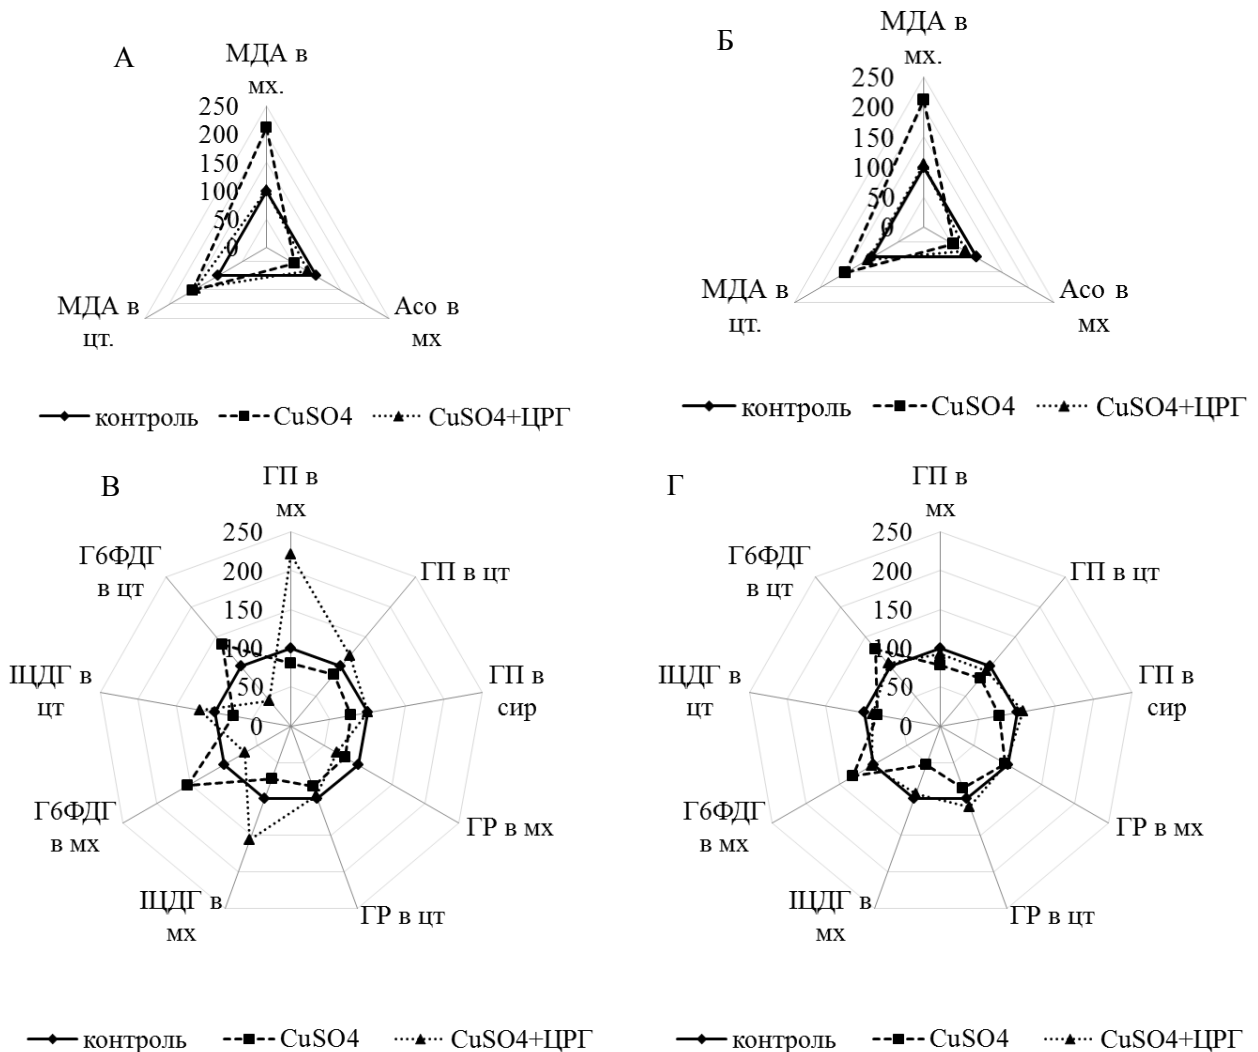 А
МДА в
мх.
250
200
150
100
50
0
МДА в
цт.
Асо в
мх
контроль
CuSO4
CuSO4+ЦРГ
Б
МДА в
мх.
250
200
150
100
50
0
МДА в
цт.
Асо в
мх
контроль
CuSO4
CuSO4+ЦРГ
В
ГП в
мх
250
200
150
100
50
0
ГП в цт
ГП в
сир
ГР в мх
ГР в цт
ІЩДГ в
мх
Г6ФДГ
в мх
ІЩДГ в
цт
Г6ФДГ
в цт
контроль
CuSO4
CuSO4+ЦРГ
Г
ГП в
мх
250
200
150
100
50
0
ГП в цт
ГП в
сир
ГР в мх
ГР в цт
ІЩДГ в
мх
Г6ФДГ
в мх
ІЩДГ в
цт
Г6ФДГ
в цт
контроль
CuSO4
CuSO4+ЦРГ